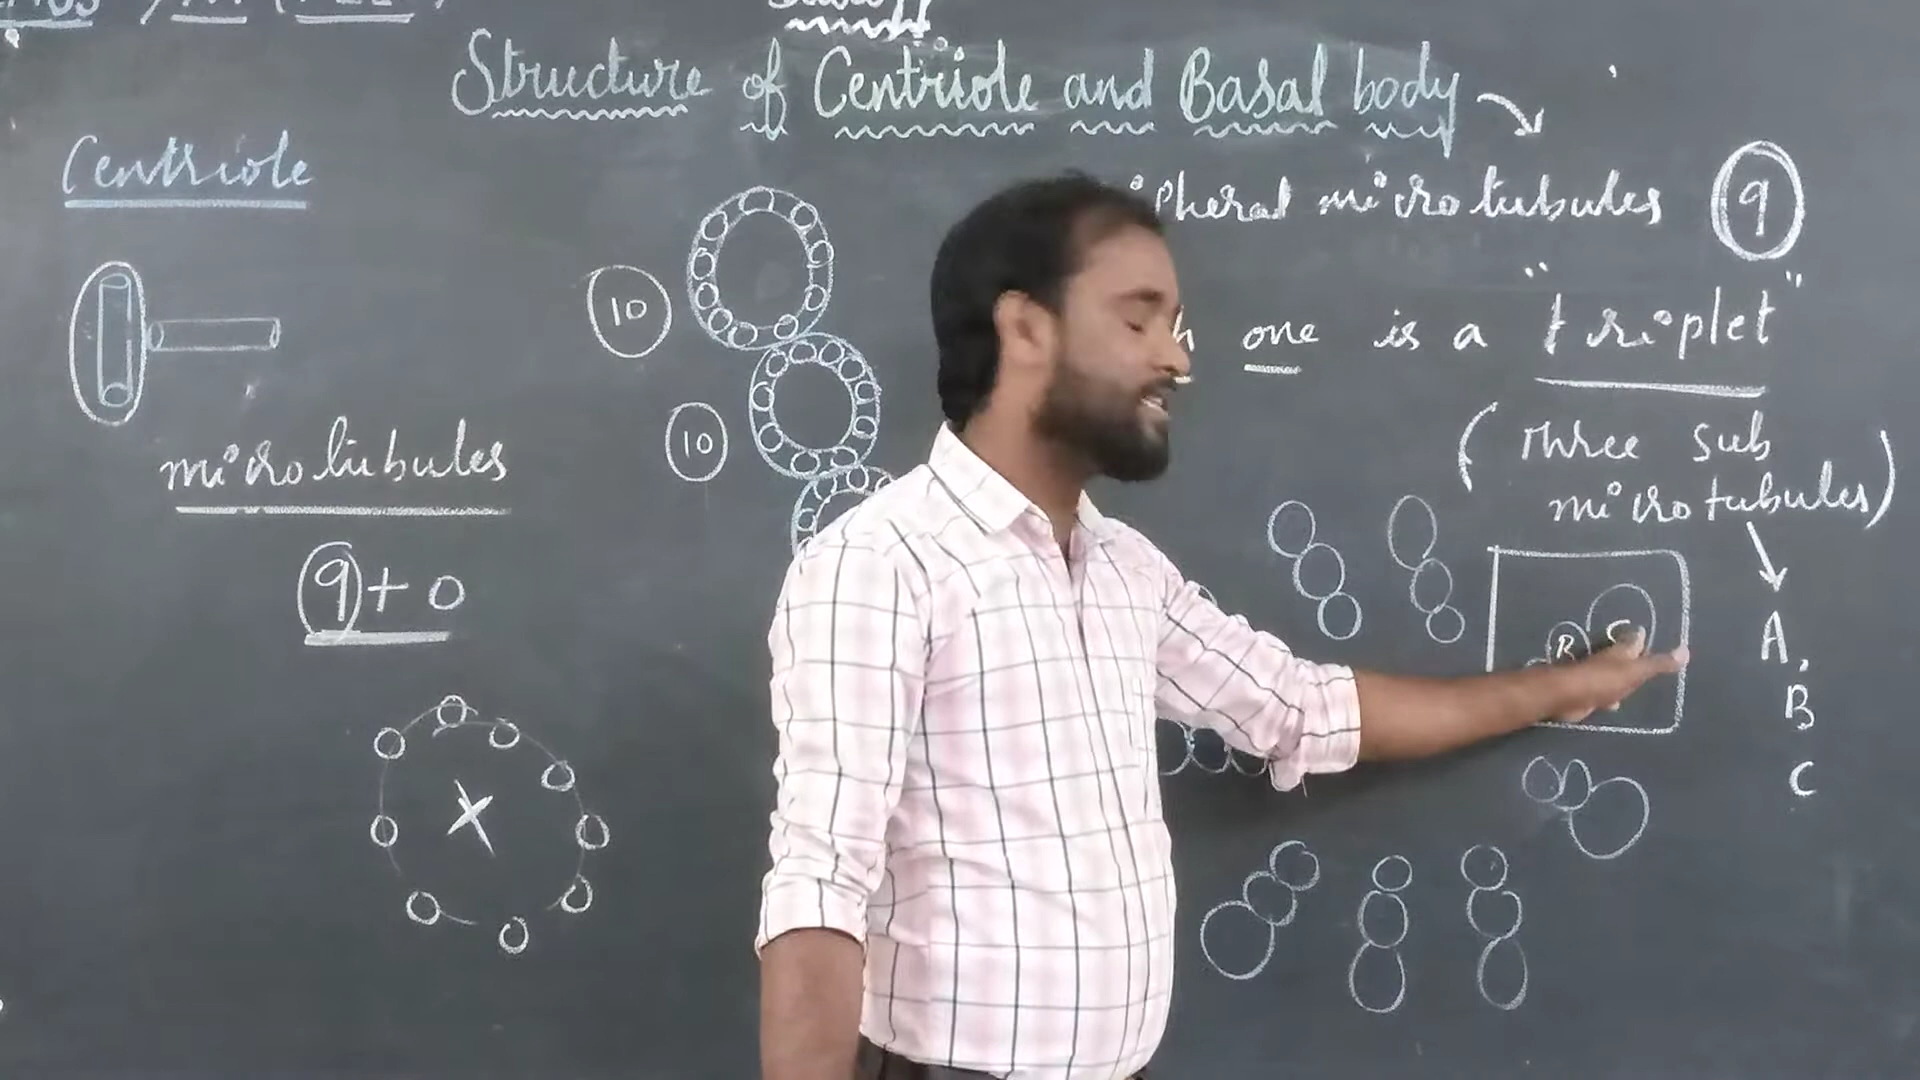 Structure of Centriole and Basal body
Centriole
microtubules
9 + 0
10
10
microtubules 9
one is a "triplet"
(Three sub
microtubules)
A,
B
C
B